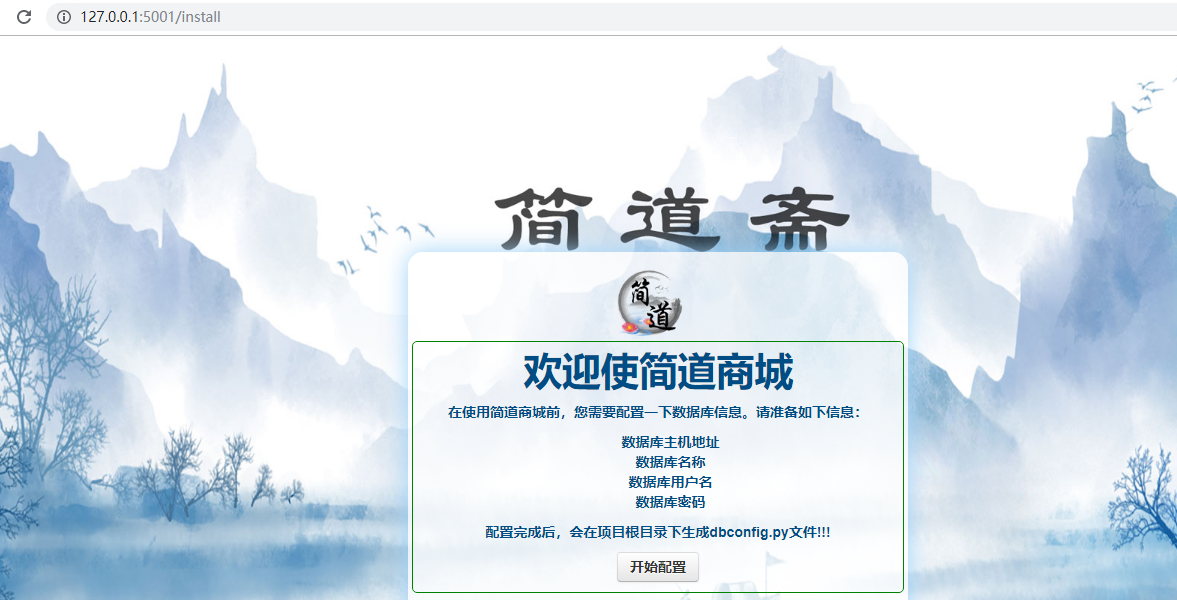 127.0.0.1:5001/install
简道斋
简
道
欢迎使简道商城
在使用简道商城前，您需要配置一下数据库信息。请准备如下信息：
数据库主机地址
数据库名称
数据库用户名
数据库密码
配置完成后，会在项目根目录下生成dbconfig.py文件!!!
开始配置